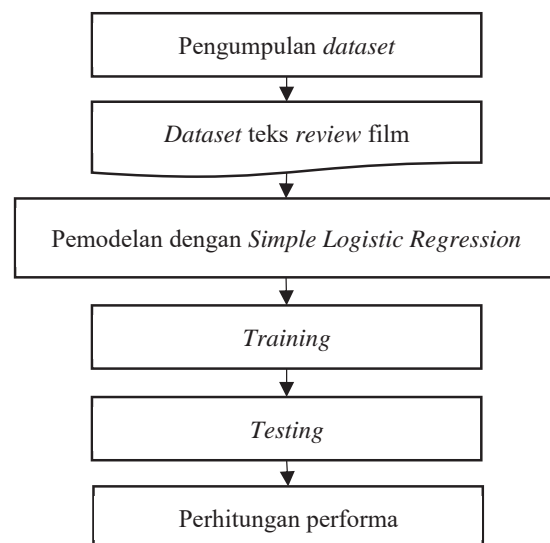 Pengumpulan dataset
Dataset teks review film
Pemodelan dengan Simple Logistic Regression
Training
Testing
Perhitungan performa